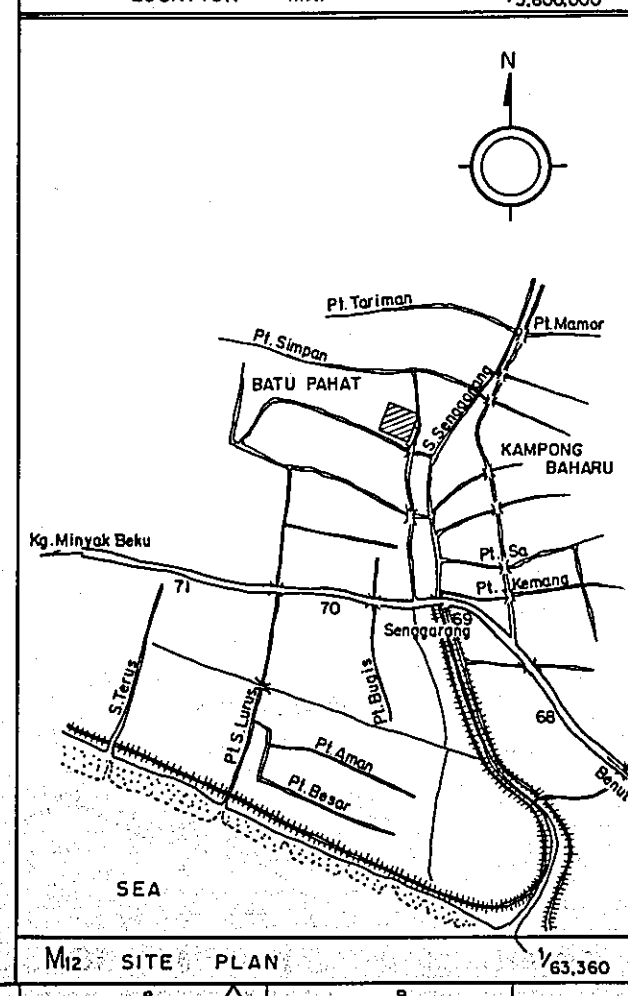 N
Pt. Tariman
Pt. Mamor
Pt. Simpan
BATU PAHAT
S. Senggarang
KAMPONG
BAHARU
Kg. Minyak Beku
Pt. Sa
Pt. Kemang
71
70
69
Senggarang
68
Benut
S. Terus
Pt. S. Lurus
Pt. Bugis
Pt. Aman
Pt. Besar
SEA
M12 SITE PLAN
1/63,360